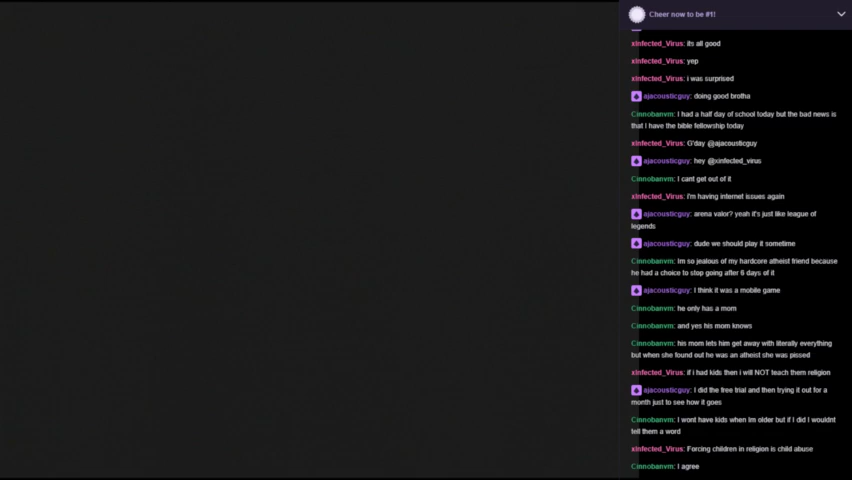 Cheer now to be #1!
xInfected_Virus: its all good
xInfected_Virus: yep
xInfected_Virus: i was surprised
ajacousticguy: doing good brotha
Cinnobanvm: I had a half day of school today but the bad news is
that I have the bible fellowship today
xInfected_Virus: G'day @ajacousticguy
ajacousticguy: hey @xinfected_virus
Cinnobanvm: I cant get out of it
xInfected_Virus: I'm having internet issues again
ajacousticguy: arena valor? yeah it's just like league of
legends
ajacousticguy: dude we should play it sometime
Cinnobanvm: Im so jealous of my hardcore atheist friend because
he had a choice to stop going after 6 days of it
ajacousticguy: I think it was a mobile game
Cinnobanvm: he only has a mom
Cinnobanvm: and yes his mom knows
Cinnobanvm: his mom lets him get away with literally everything
but when she found out he was an atheist she was pissed
xInfected_Virus: if i had kids then i will NOT teach them religion
ajacousticguy: I did the free trial and then trying it out for a
month just to see how it goes
Cinnobanvm: I wont have kids when Im older but if I did I wouldnt
tell them a word
xInfected_Virus: Forcing children in religion is child abuse
Cinnobanvm: I agree